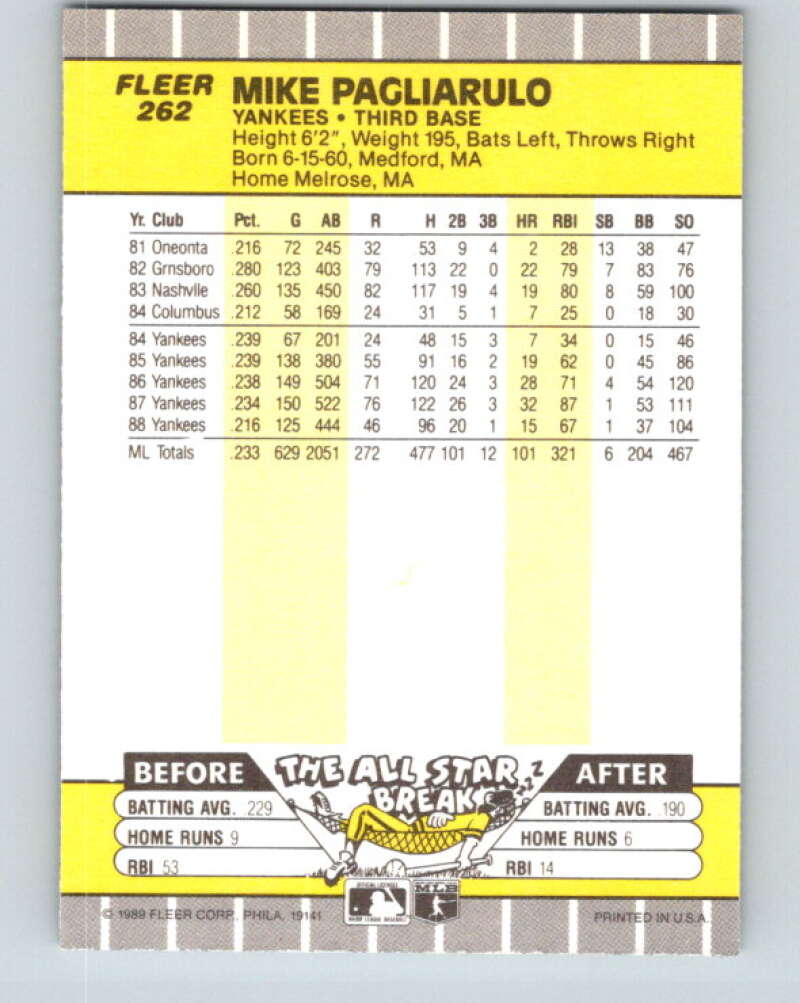 FLEER
262
MIKE PAGLIARULO
YANKEES • THIRD BASE
Height 6'2", Weight 195, Bats Left, Throws Right
Born 6-15-60, Medford, MA
Home Melrose, MA
Yr. Club Pct. G AB R H 2B 3B HR RBI SB BB SO
81 Oneonta .216 72 245 32 53 9 4 2 28 13 38 47
82 Grnsboro .280 123 403 79 113 22 0 22 79 7 83 76
83 Nashvlle .260 135 450 82 117 19 4 19 80 8 59 100
84 Columbus .212 58 169 24 31 5 1 7 25 0 18 30
84 Yankees .239 67 201 24 48 15 3 7 34 0 15 46
85 Yankees .239 138 380 55 91 16 2 19 62 0 45 86
86 Yankees .238 149 504 71 120 24 3 28 71 4 54 120
87 Yankees .234 150 522 76 122 26 3 32 87 1 53 111
88 Yankees .216 125 444 46 96 20 1 15 67 1 37 104
ML Totals .233 629 2051 272 477 101 12 101 321 6 204 467
BEFORE THE ALL STAR BREAK ZZZ AFTER
BATTING AVG. .229 BATTING AVG. .190
HOME RUNS 9 HOME RUNS 6
RBI 53 RBI 14
OFFICIAL LICENSEE
MAJOR LEAGUE BASEBALL
MLB
© 1989 FLEER CORP., PHILA. 19141 PRINTED IN U.S.A.